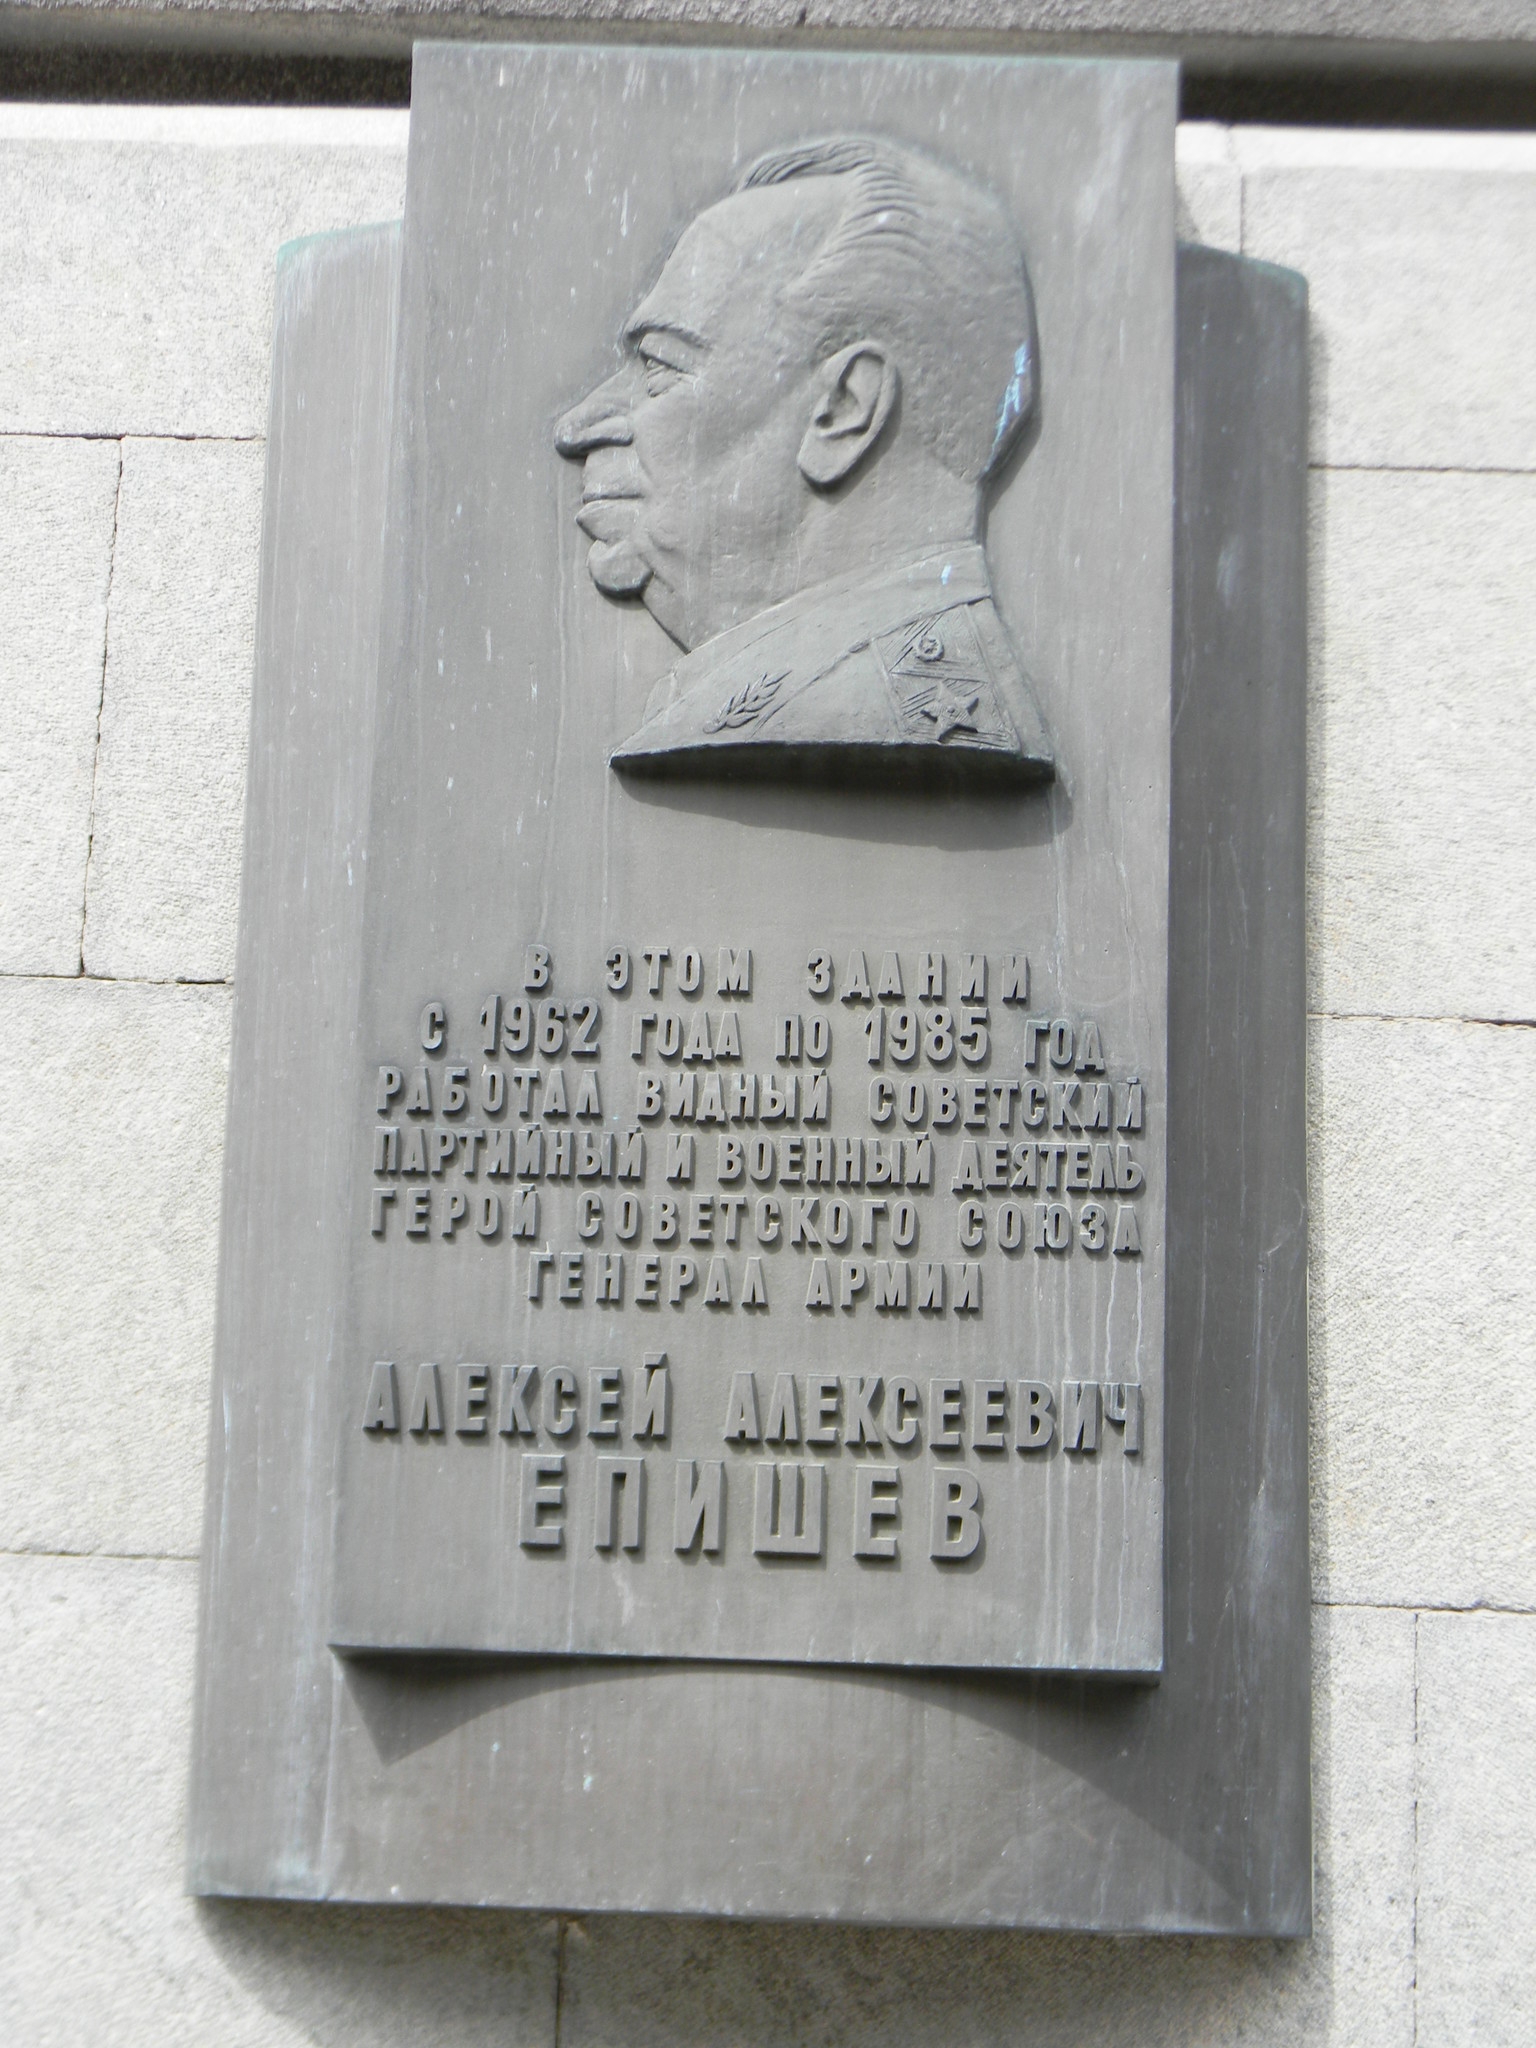 В ЭТОМ ЗДАНИИ
С 1962 ГОДА ПО 1985 ГОД
РАБОТАЛ ВИДНЫЙ СОВЕТСКИЙ
ПАРТИЙНЫЙ И ВОЕННЫЙ ДЕЯТЕЛЬ
ГЕРОЙ СОВЕТСКОГО СОЮЗА
ГЕНЕРАЛ АРМИИ
АЛЕКСЕЙ АЛЕКСЕЕВИЧ
ЕПИШЕВ